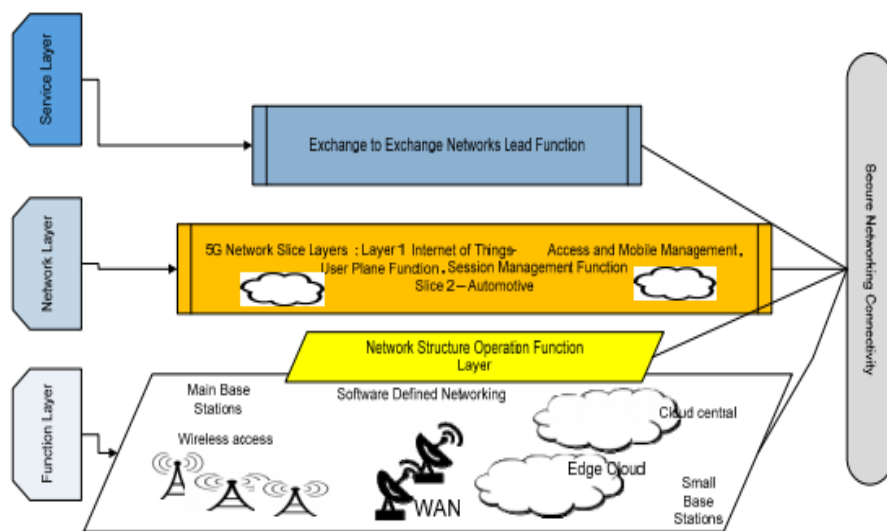 Service Layer
Exchange to Exchange Networks Lead Function
Network Layer
5G Network Slice Layers : Layer 1 Internet of Things- Access and Mobile Management,
User Plane Function, Session Management Function
Slice 2 – Automotive
Network Structure Operation Function
Layer
Function Layer
Main Base
Stations
Software Defined Networking
Cloud central
Wireless access
Edge Cloud
WAN
Small
Base
Stations
Secure Networking Connectivity